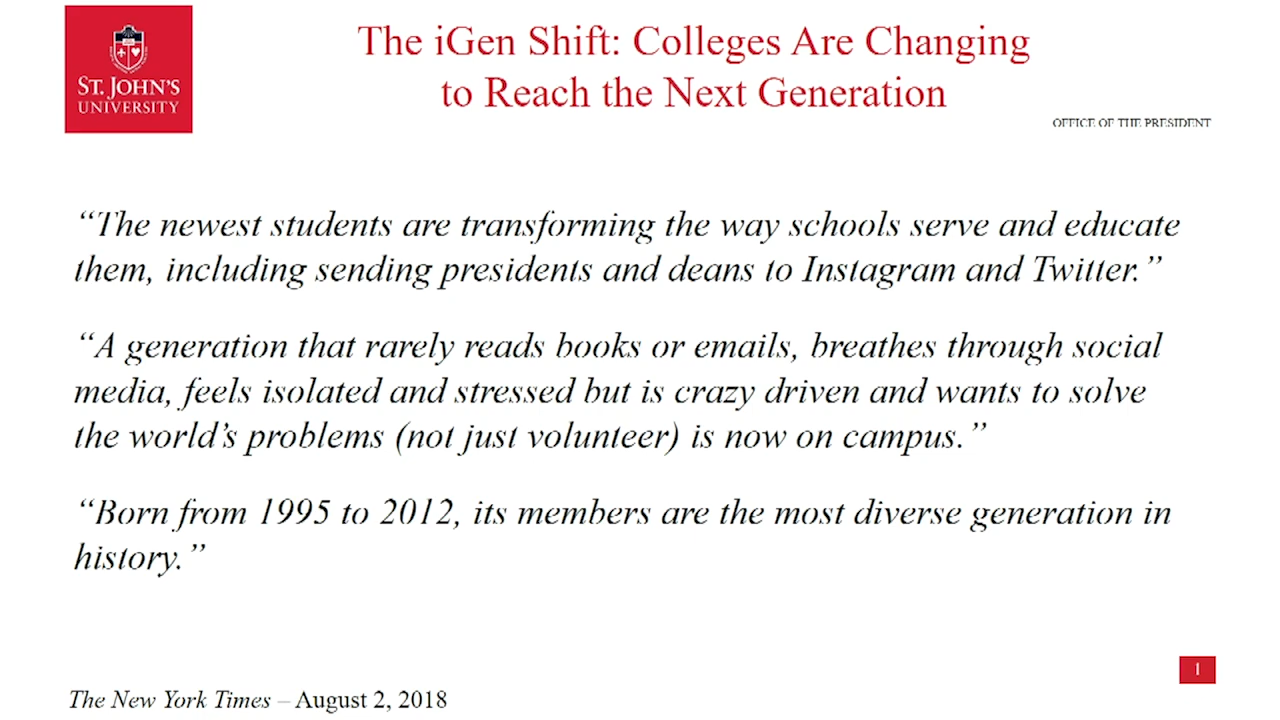 ST. JOHN'S
UNIVERSITY
The iGen Shift: Colleges Are Changing
to Reach the Next Generation
OFFICE OF THE PRESIDENT
“The newest students are transforming the way schools serve and educate
them, including sending presidents and deans to Instagram and Twitter.”
“A generation that rarely reads books or emails, breathes through social
media, feels isolated and stressed but is crazy driven and wants to solve
the world’s problems (not just volunteer) is now on campus.”
“Born from 1995 to 2012, its members are the most diverse generation in
history.”
1
The New York Times – August 2, 2018